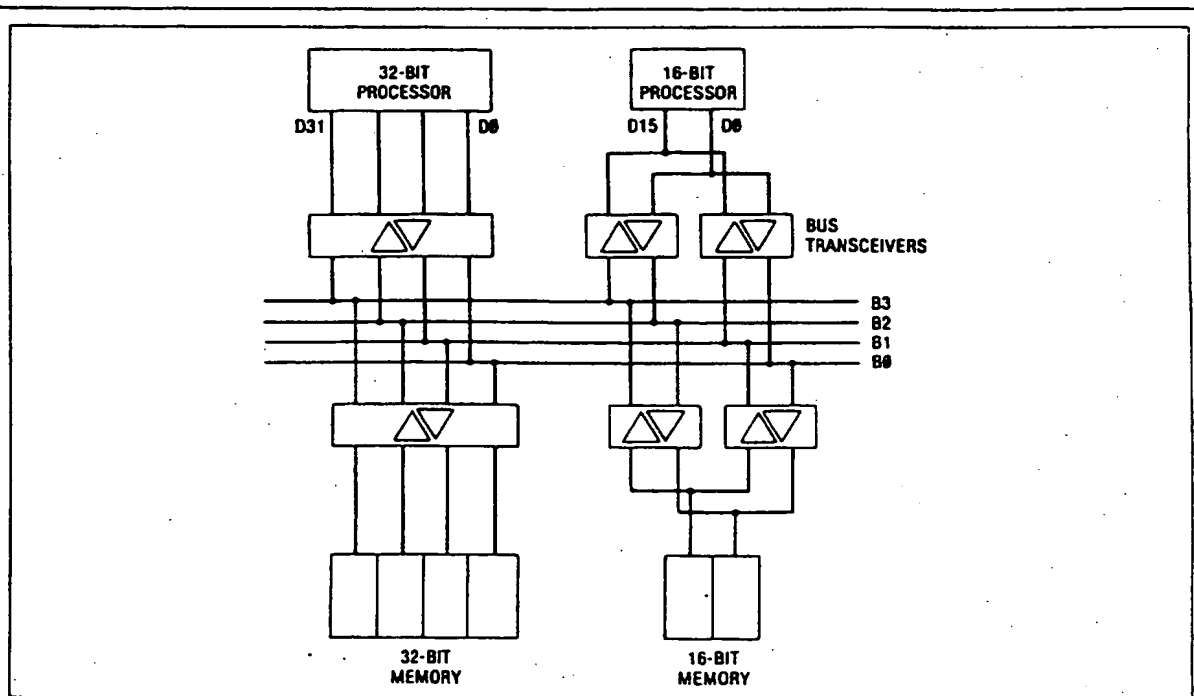 32-BIT
PROCESSOR
16-BIT
PROCESSOR
D31
D0
D15
D0
BUS
TRANSCEIVERS
B3
B2
B1
B0
32-BIT
MEMORY
16-BIT
MEMORY